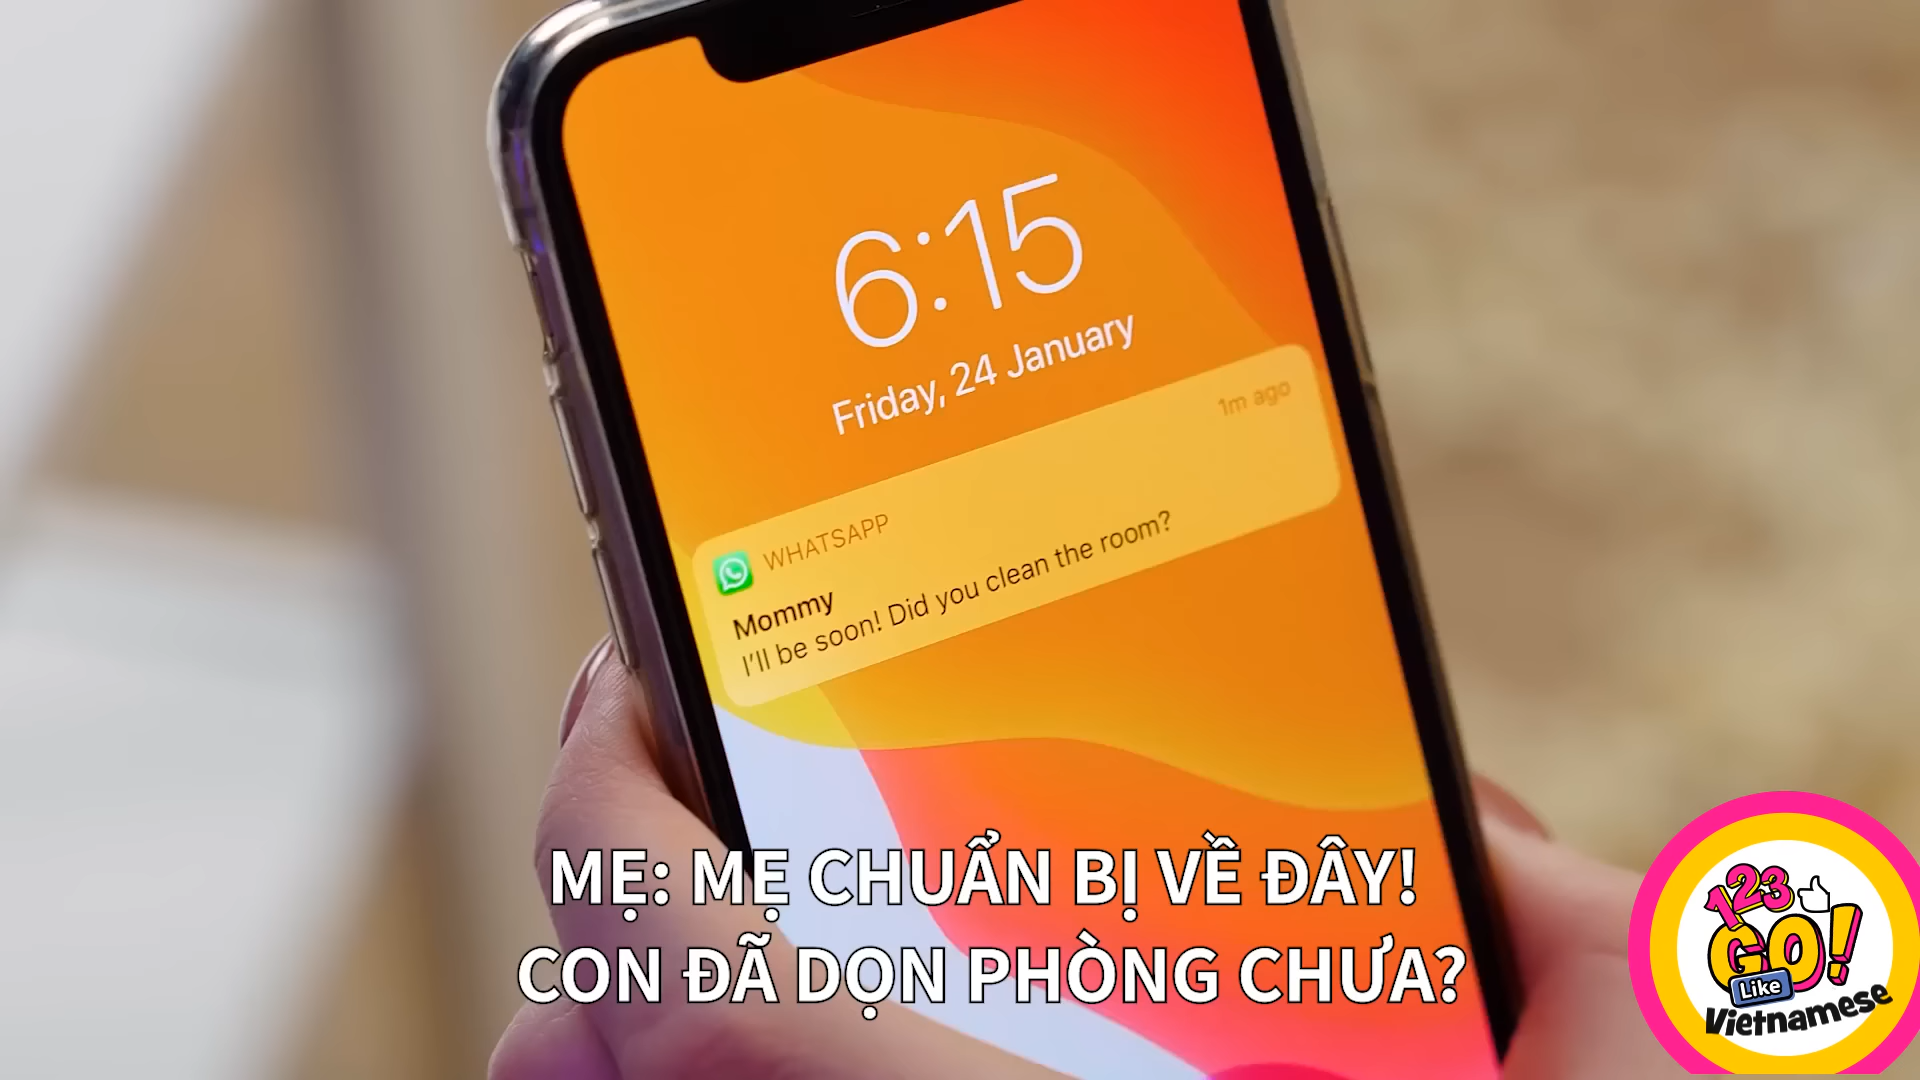 6:15
Friday, 24 January
WHATSAPP
1m ago
Mommy
I'll be soon! Did you clean the room?
MẸ: MẸ CHUẨN BỊ VỀ ĐÂY!
CON ĐÃ DỌN PHÒNG CHƯA?
123
GO!
Like
Vietnamese